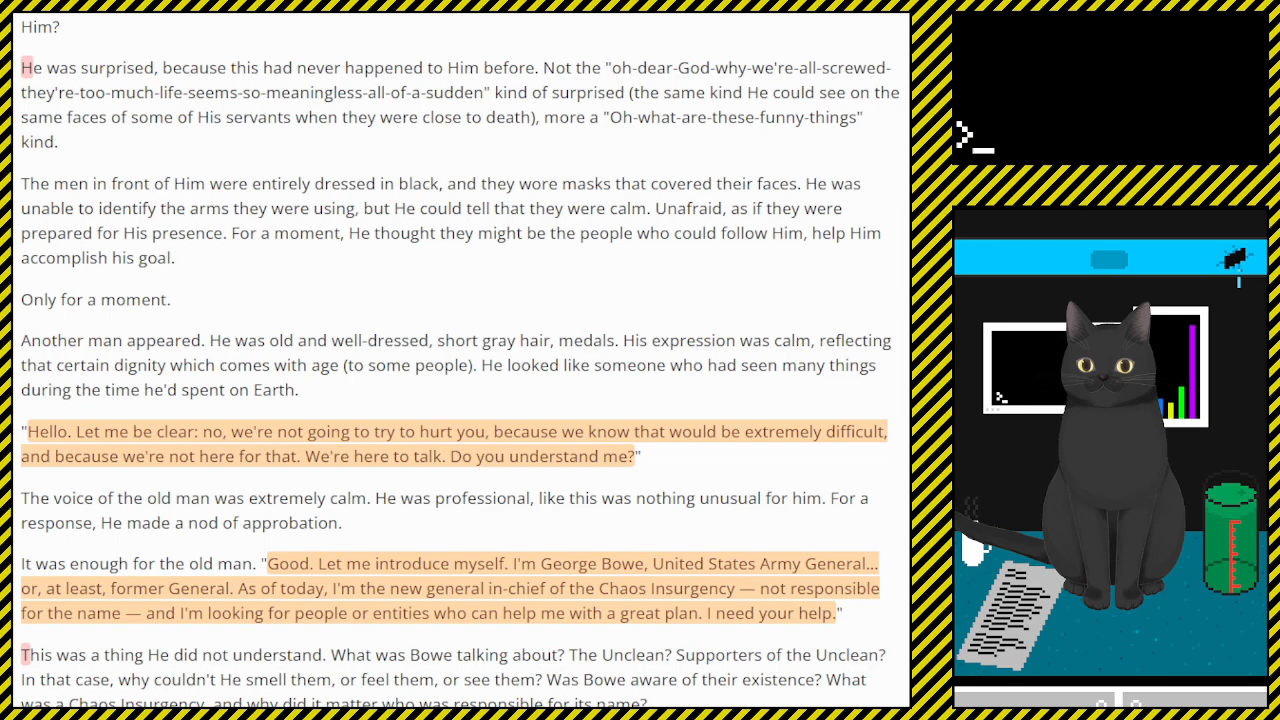 Him?
He was surprised, because this had never happened to Him before. Not the "oh-dear-God-why-we're-all-screwed-
they're-too-much-life-seems-so-meaningless-all-of-a-sudden" kind of surprised (the same kind He could see on the
same faces of some of His servants when they were close to death), more a "Oh-what-are-these-funny-things"
kind.
The men in front of Him were entirely dressed in black, and they wore masks that covered their faces. He was
unable to identify the arms they were using, but He could tell that they were calm. Unafraid, as if they were
prepared for His presence. For a moment, He thought they might be the people who could follow Him, help Him
accomplish his goal.
Only for a moment.
Another man appeared. He was old and well-dressed, short gray hair, medals. His expression was calm, reflecting
that certain dignity which comes with age (to some people). He looked like someone who had seen many things
during the time he'd spent on Earth.
"Hello. Let me be clear: no, we're not going to try to hurt you, because we know that would be extremely difficult,
and because we're not here for that. We're here to talk. Do you understand me?"
The voice of the old man was extremely calm. He was professional, like this was nothing unusual for him. For a
response, He made a nod of approbation.
It was enough for the old man. "Good. Let me introduce myself. I'm George Bowe, United States Army General...
or, at least, former General. As of today, I'm the new general in-chief of the Chaos Insurgency — not responsible
for the name — and I'm looking for people or entities who can help me with a great plan. I need your help."
This was a thing He did not understand. What was Bowe talking about? The Unclean? Supporters of the Unclean?
In that case, why couldn't He smell them, or feel them, or see them? Was Bowe aware of their existence? What
was a Chaos Insurgency, and why did it matter who was responsible for its name?
>_
>_